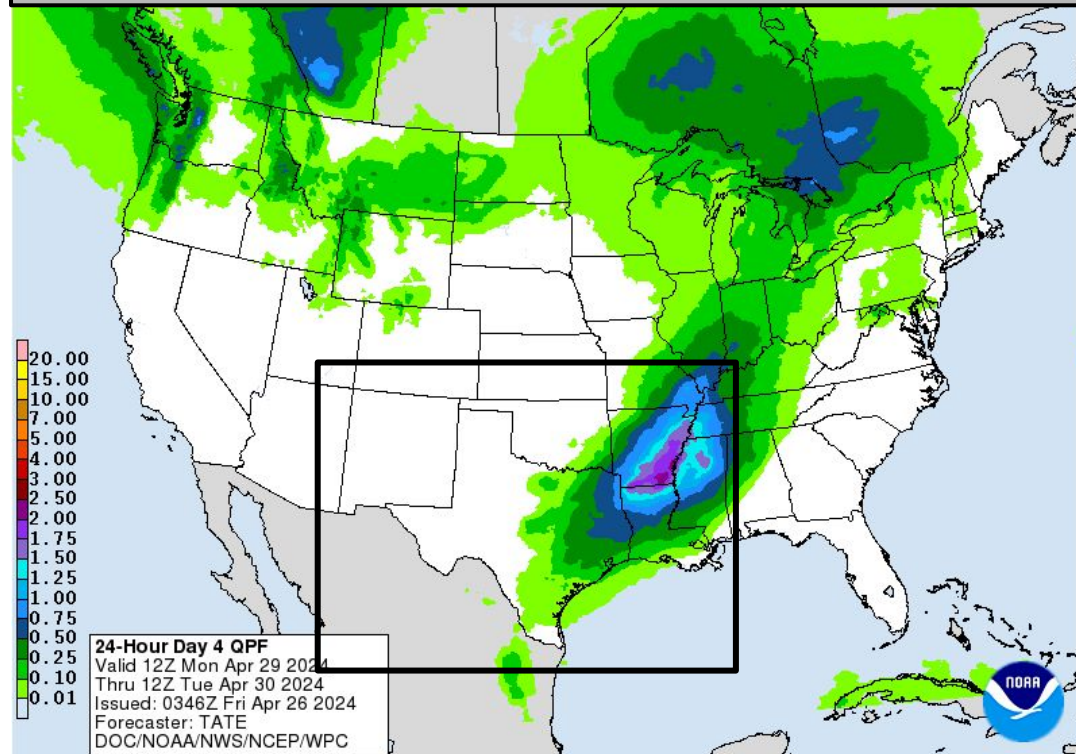 20.00
15.00
10.00
7.00
5.00
4.00
3.00
2.50
2.00
1.75
1.50
1.25
1.00
0.75
0.50
0.25
0.10
0.01
24-Hour Day 4 QPF
Valid 12Z Mon Apr 29 2024
Thru 12Z Tue Apr 30 2024
Issued: 0346Z Fri Apr 26 2024
Forecaster: TATE
DOC/NOAA/NWS/NCEP/WPC
NOAA